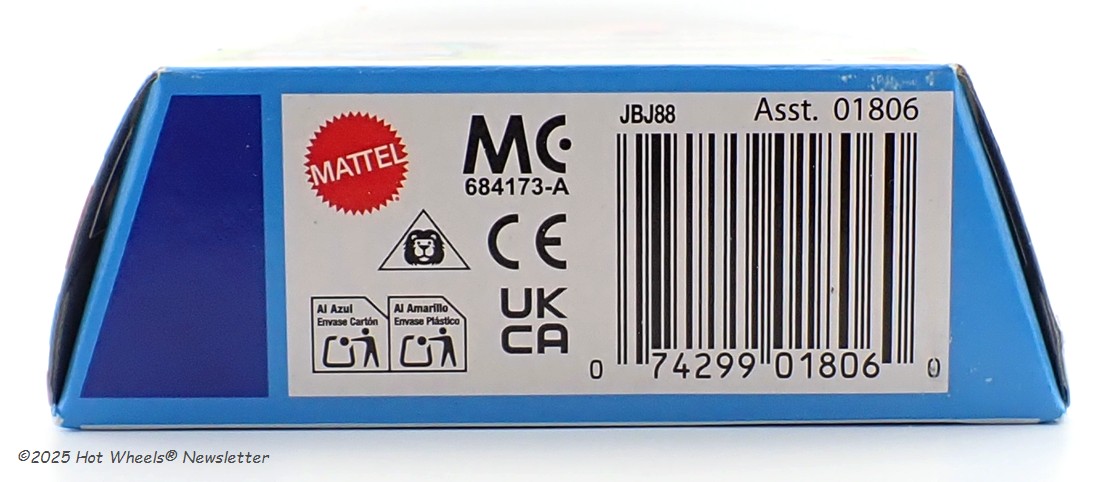 MATTEL
MC
684173-A
CE
UK
CA
Al Azul
Envase Cartón
Al Amarillo
Envase Plástico
JBJ88 Asst. 01806
0 74299 01806 0
©2025 Hot Wheels® Newsletter